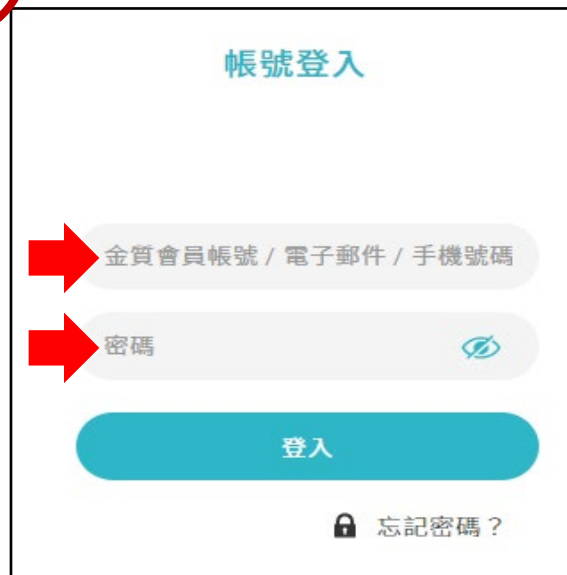 帳號登入
金質會員帳號 / 電子郵件 / 手機號碼
密碼
登入
忘記密碼？